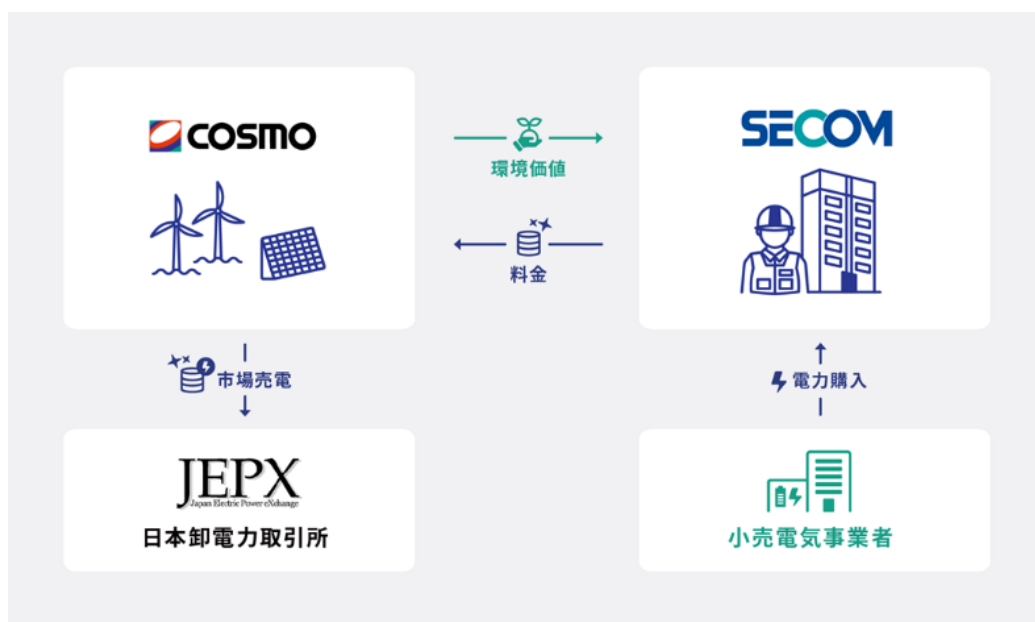 COSMO
SECOM
環境価値
料金
市場売電
電力購入
JEPX
Japan Electric Power eXchange
日本卸電力取引所
小売電気事業者